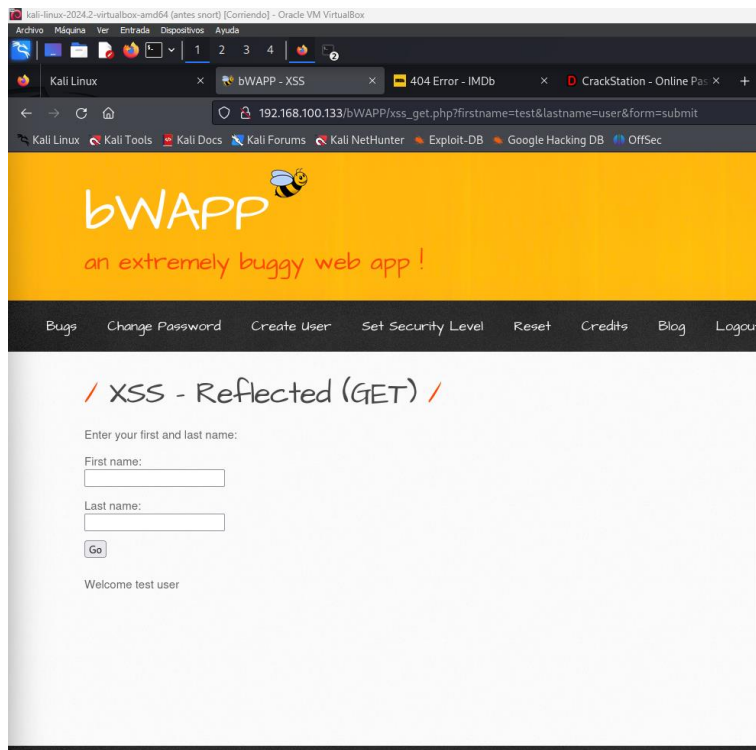 kali-linux-2024.2-virtualbox-amd64 (antes snort) [Corriendo] - Oracle VM VirtualBox
Archivo Máquina Ver Entrada Dispositivos Ayuda
1 2 3 4
Kali Linux
bWAPP - XSS
404 Error - IMDb
CrackStation - Online Pas
192.168.100.133/bWAPP/xss_get.php?firstname=test&lastname=user&form=submit
Kali Linux Kali Tools Kali Docs Kali Forums Kali NetHunter Exploit-DB Google Hacking DB OffSec
bWAPP
an extremely buggy web app !
Bugs Change Password Create User Set Security Level Reset Credits Blog Logou
/ XSS - Reflected (GET) /
Enter your first and last name:
First name:
Last name:
Go
Welcome test user